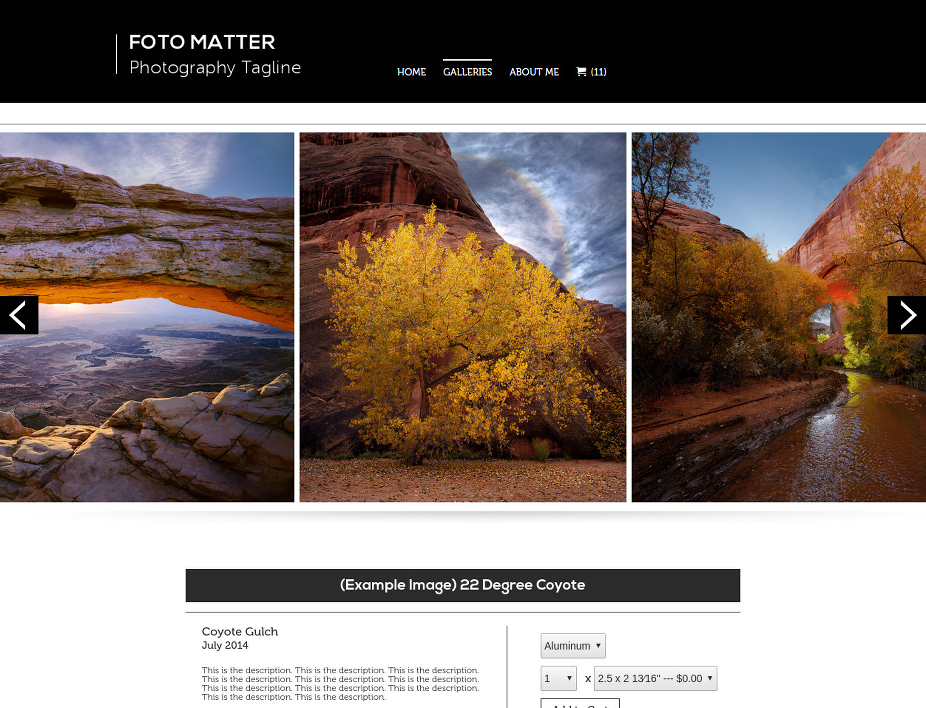 FOTO MATTER
Photography Tagline
HOME GALLERIES ABOUT ME (11)
(Example Image) 22 Degree Coyote
Coyote Gulch
July 2014
This is the description. This is the description. This is the description.
This is the description. This is the description. This is the description.
This is the description. This is the description. This is the description.
This is the description. This is the description.
Aluminum
1 x 2.5 x 2 13⁄16" --- $0.00